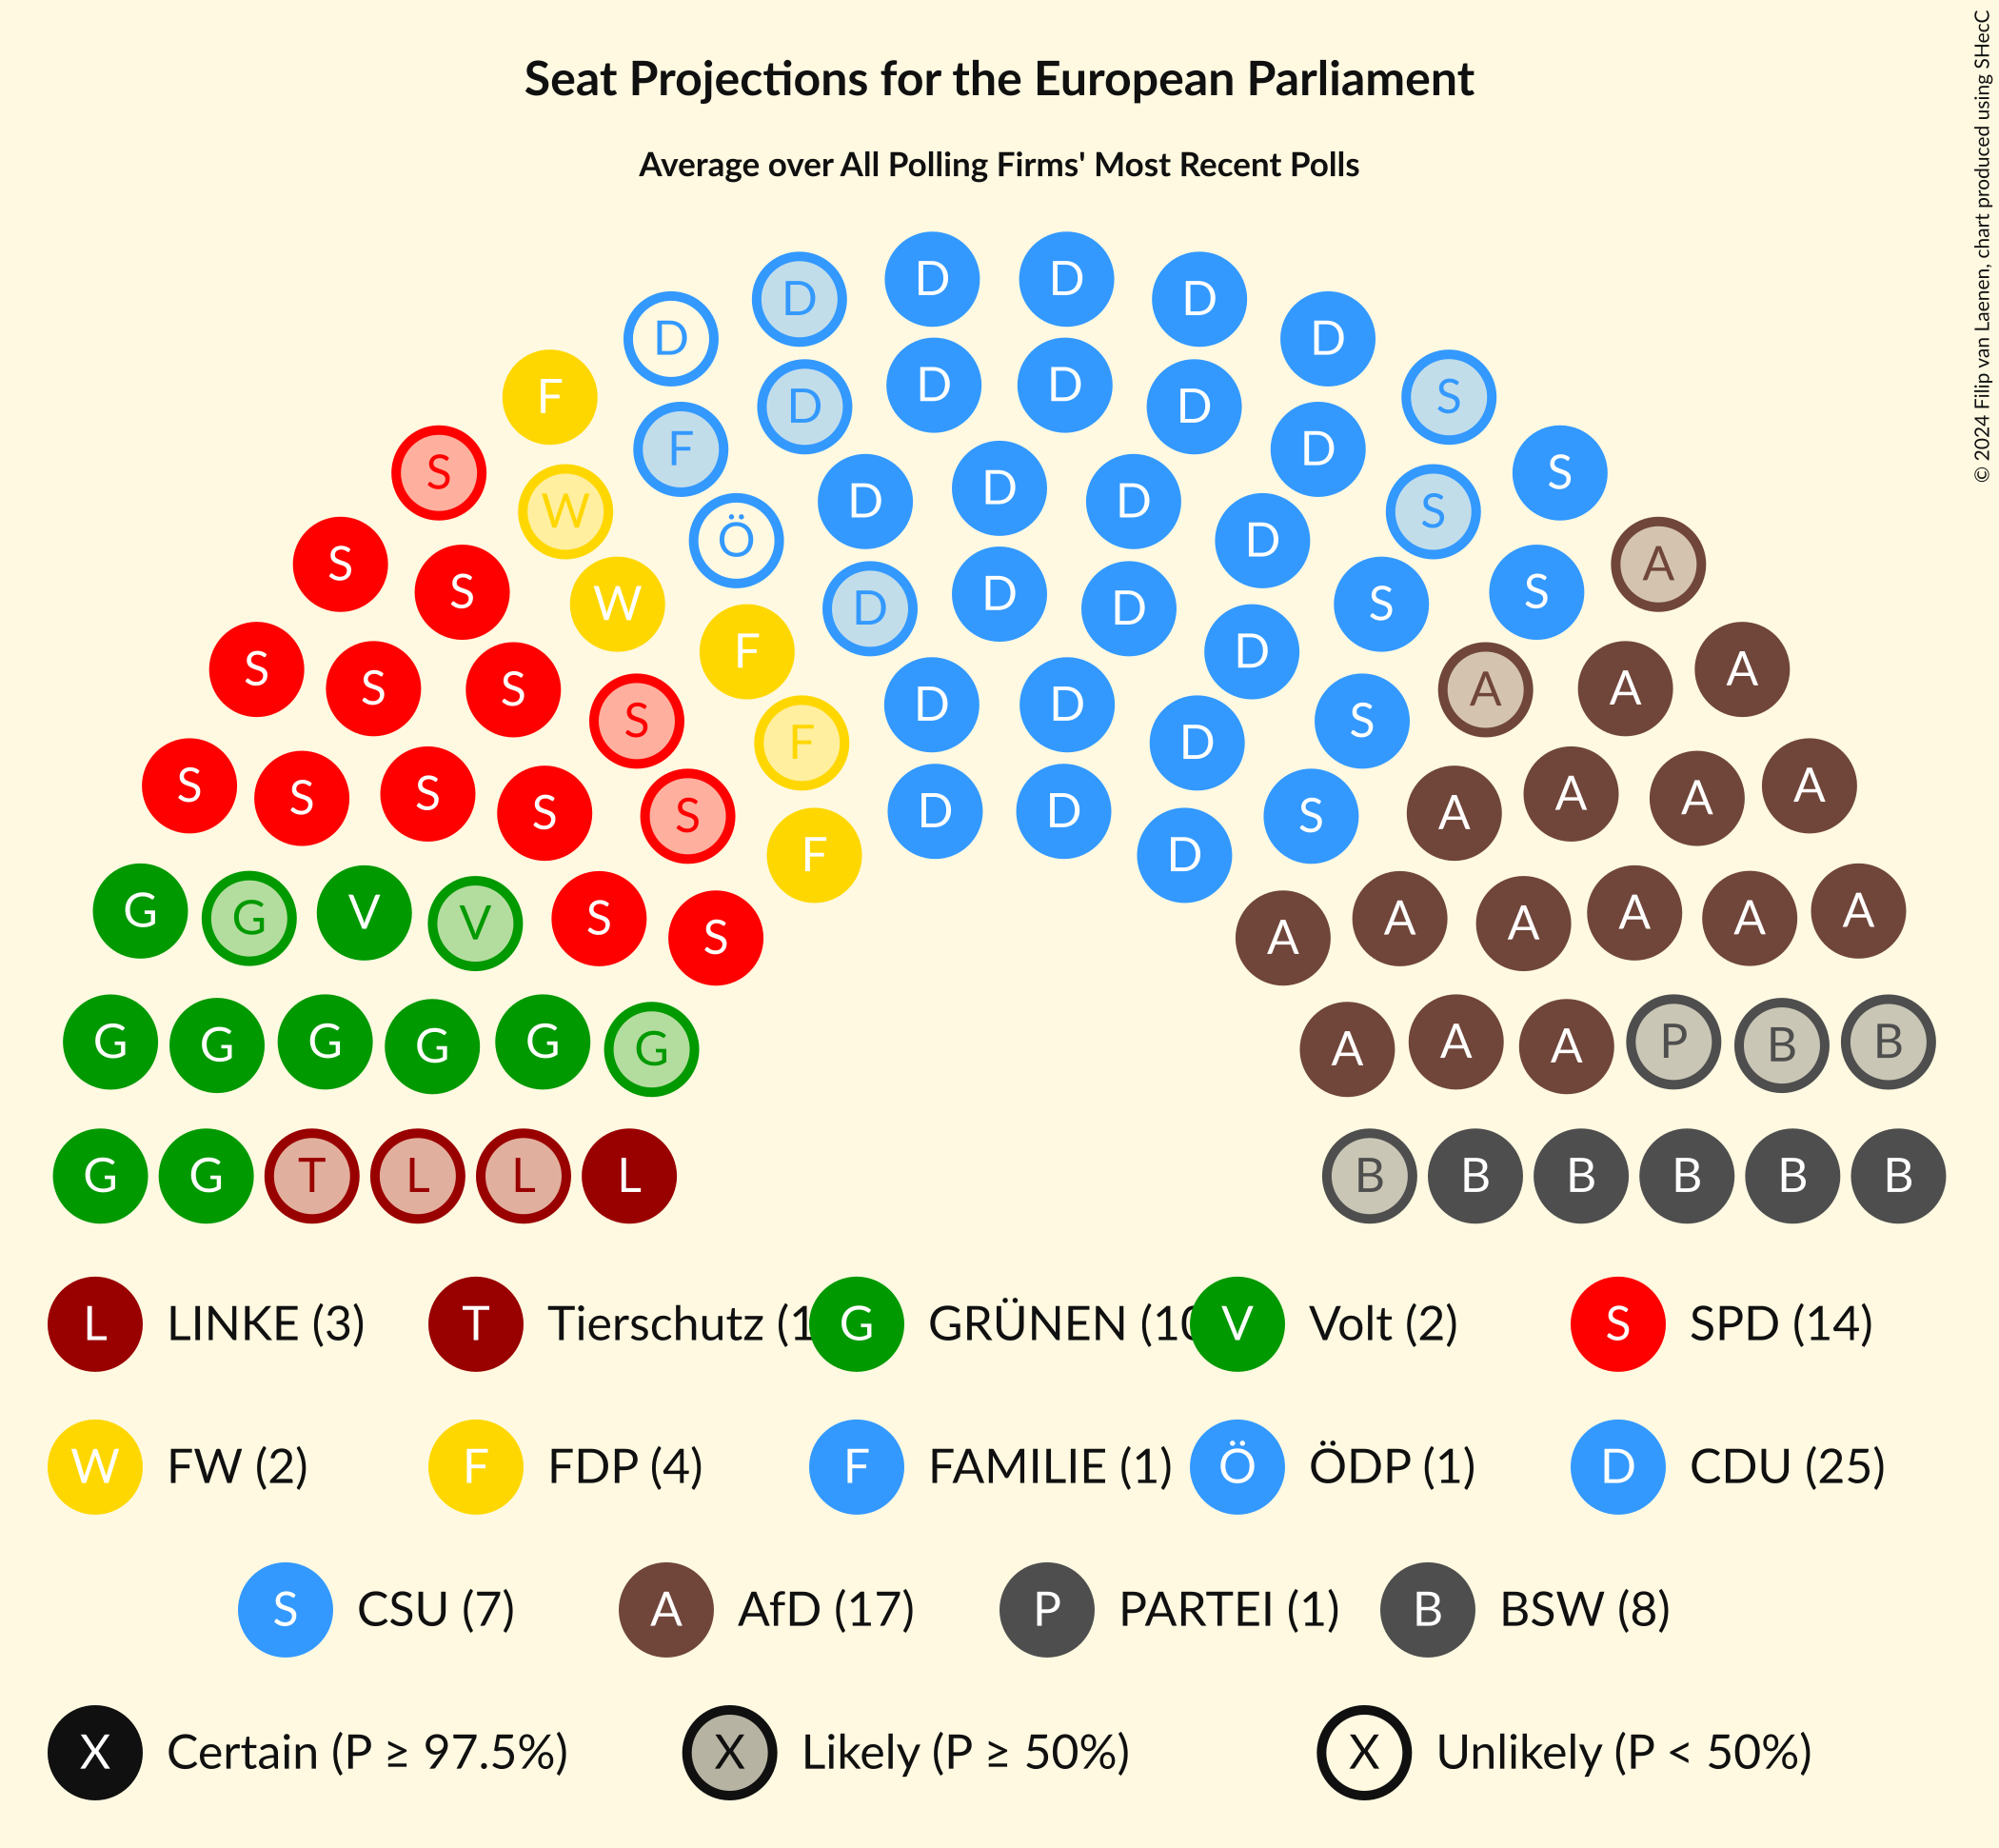 Seat Projections for the European Parliament
Average over All Polling Firms' Most Recent Polls
© 2024 Filip van Laenen, chart produced using SHecC
D D
D D
D D
D D
F S
D D
F D
S S
D
D D
W S
Ö D
S A
S D S
W D D S
F D
S A
S S A A
D D
S S
F D
S A
S S A A
S S D D S A
F D
G G V V S A A A A A
S A
G G G G G G A A A P B B
G G T L L L B B B B B B
L LINKE (3) T Tierschutz (1 G GRÜNEN (10 V Volt (2) S SPD (14)
W FW (2) F FDP (4) F FAMILIE (1) Ö ÖDP (1) D CDU (25)
S CSU (7) A AfD (17) P PARTEI (1) B BSW (8)
X Certain (P ≥ 97.5%) X Likely (P ≥ 50%) X Unlikely (P < 50%)